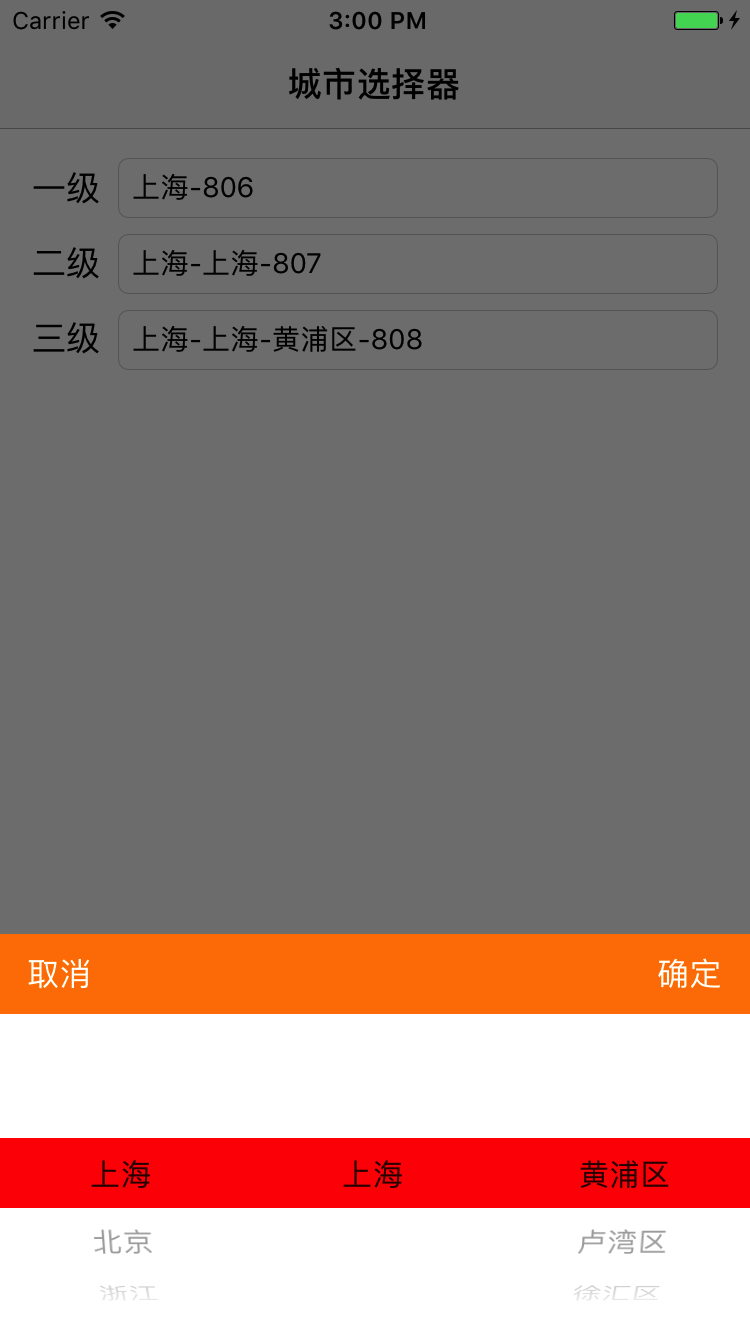 Carrier 3:00 PM
城市选择器
一级 上海-806
二级 上海-上海-807
三级 上海-上海-黄浦区-808
取消 确定
上海 上海 黄浦区
北京 卢湾区
浙江 徐汇区